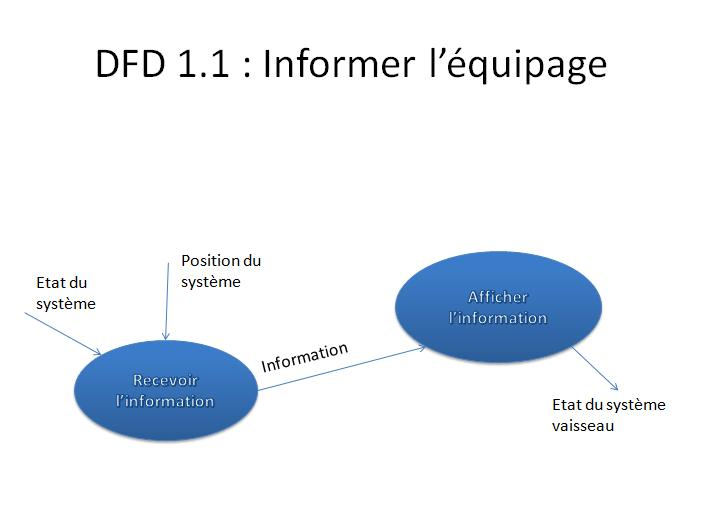 DFD 1.1 : Informer l’équipage
Position du
système
Etat du
système
Afficher
l’information
Information
Recevoir
l’information
Etat du système
vaisseau